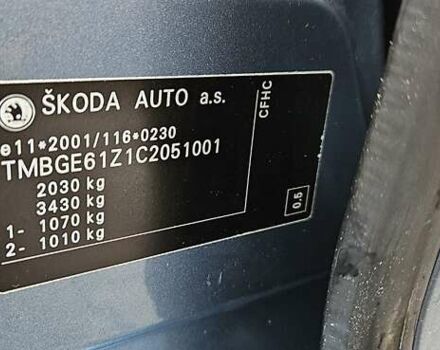 ŠKODA AUTO a.s.
e11*2001/116*0230
TMBGE61Z1C2051001
2030 kg
3430 kg
1- 1070 kg
2- 1010 kg
CFHC
0.5